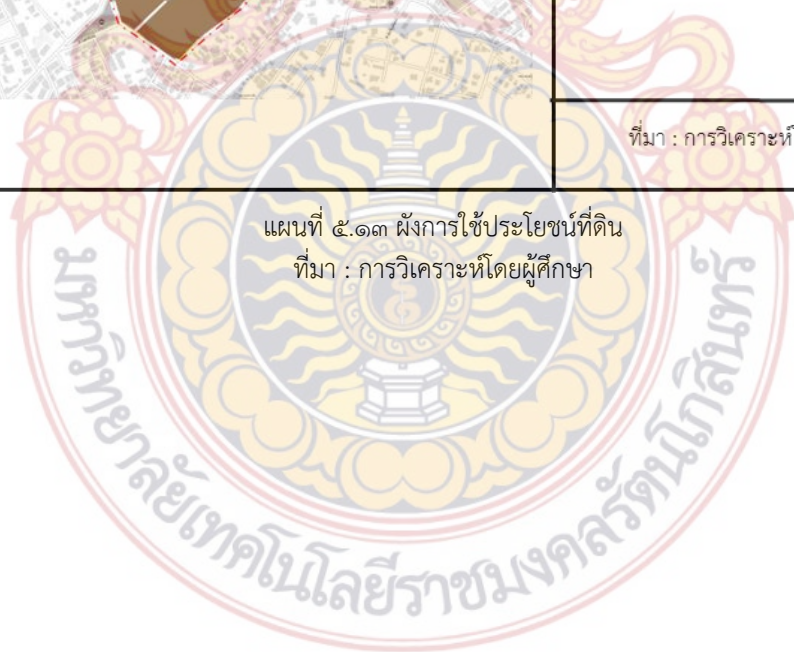 ที่มา : การวิเคราะห์
แผนที่ ๕.๑๓ ผังการใช้ประโยชน์ที่ดิน
ที่มา : การวิเคราะห์โดยผู้ศึกษา
มหาวิทยาลัยเทคโนโลยีราชมงคลรัตนโกสินทร์